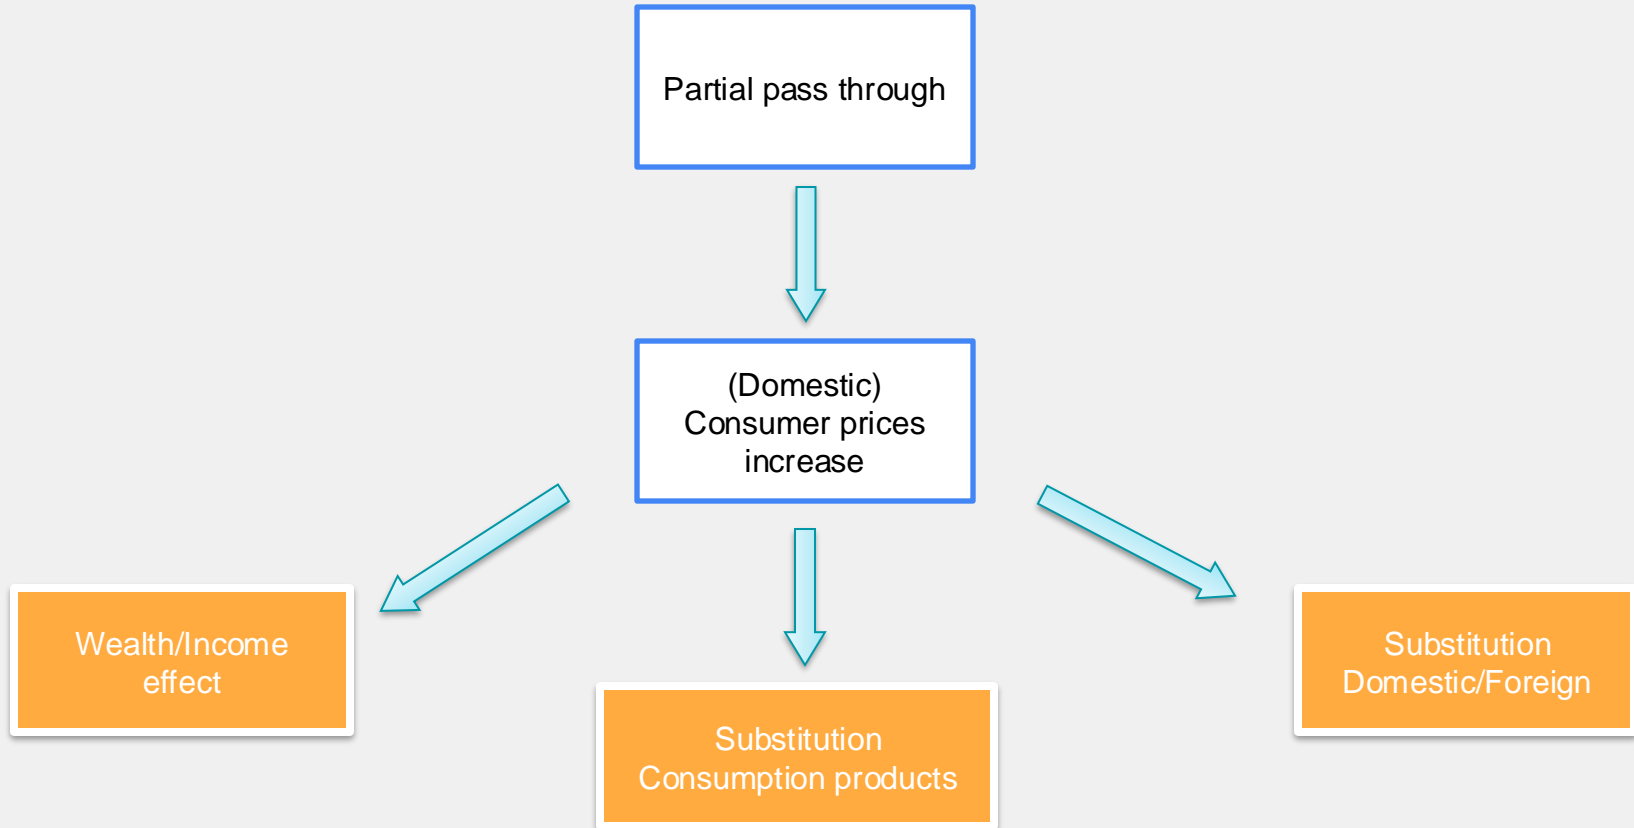 Partial pass through
(Domestic)
Consumer prices
increase
Wealth/Income
effect
Substitution
Consumption products
Substitution
Domestic/Foreign